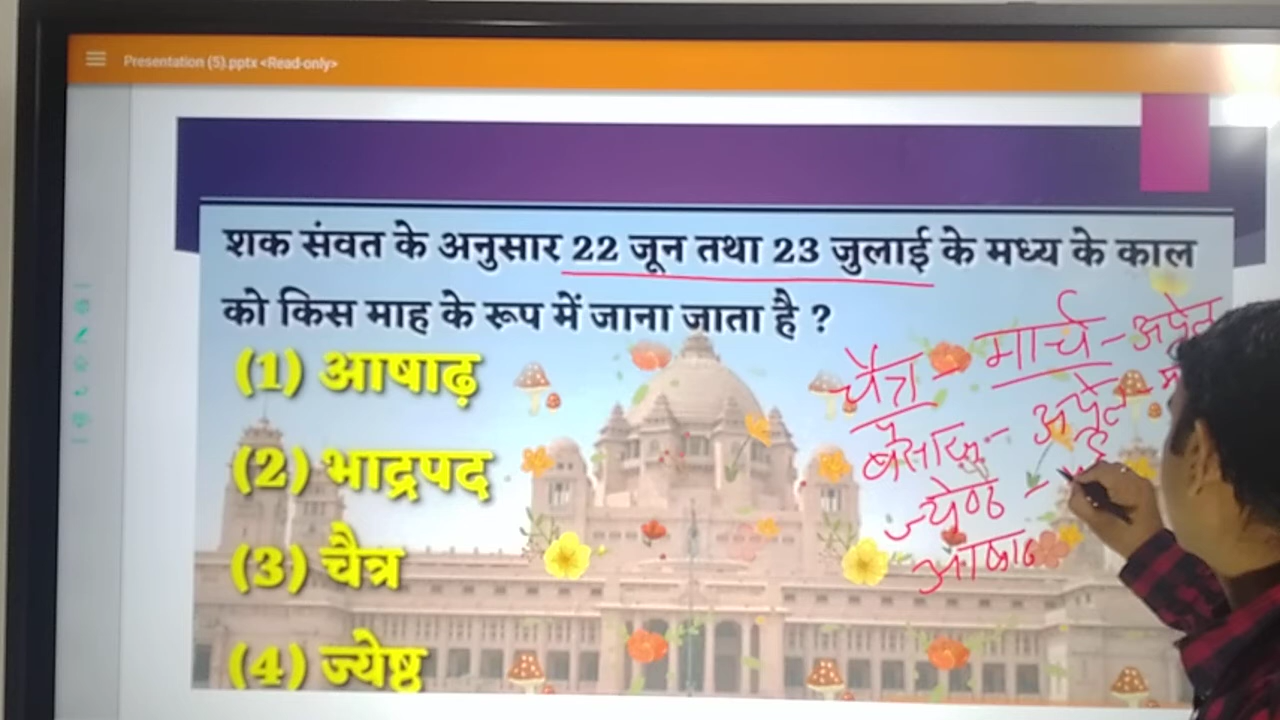 Presentation (5).pptx <Read-only>
शक संवत के अनुसार 22 जून तथा 23 जुलाई के मध्य के काल
को किस माह के रूप में जाना जाता है ?
(1) आषाढ़
(2) भाद्रपद
(3) चैत्र
(4) ज्येष्ठ
चैत्र - मार्च - अप्रैल
बैसाख - अप्रैल -
ज्येष्ठ -
आषाढ